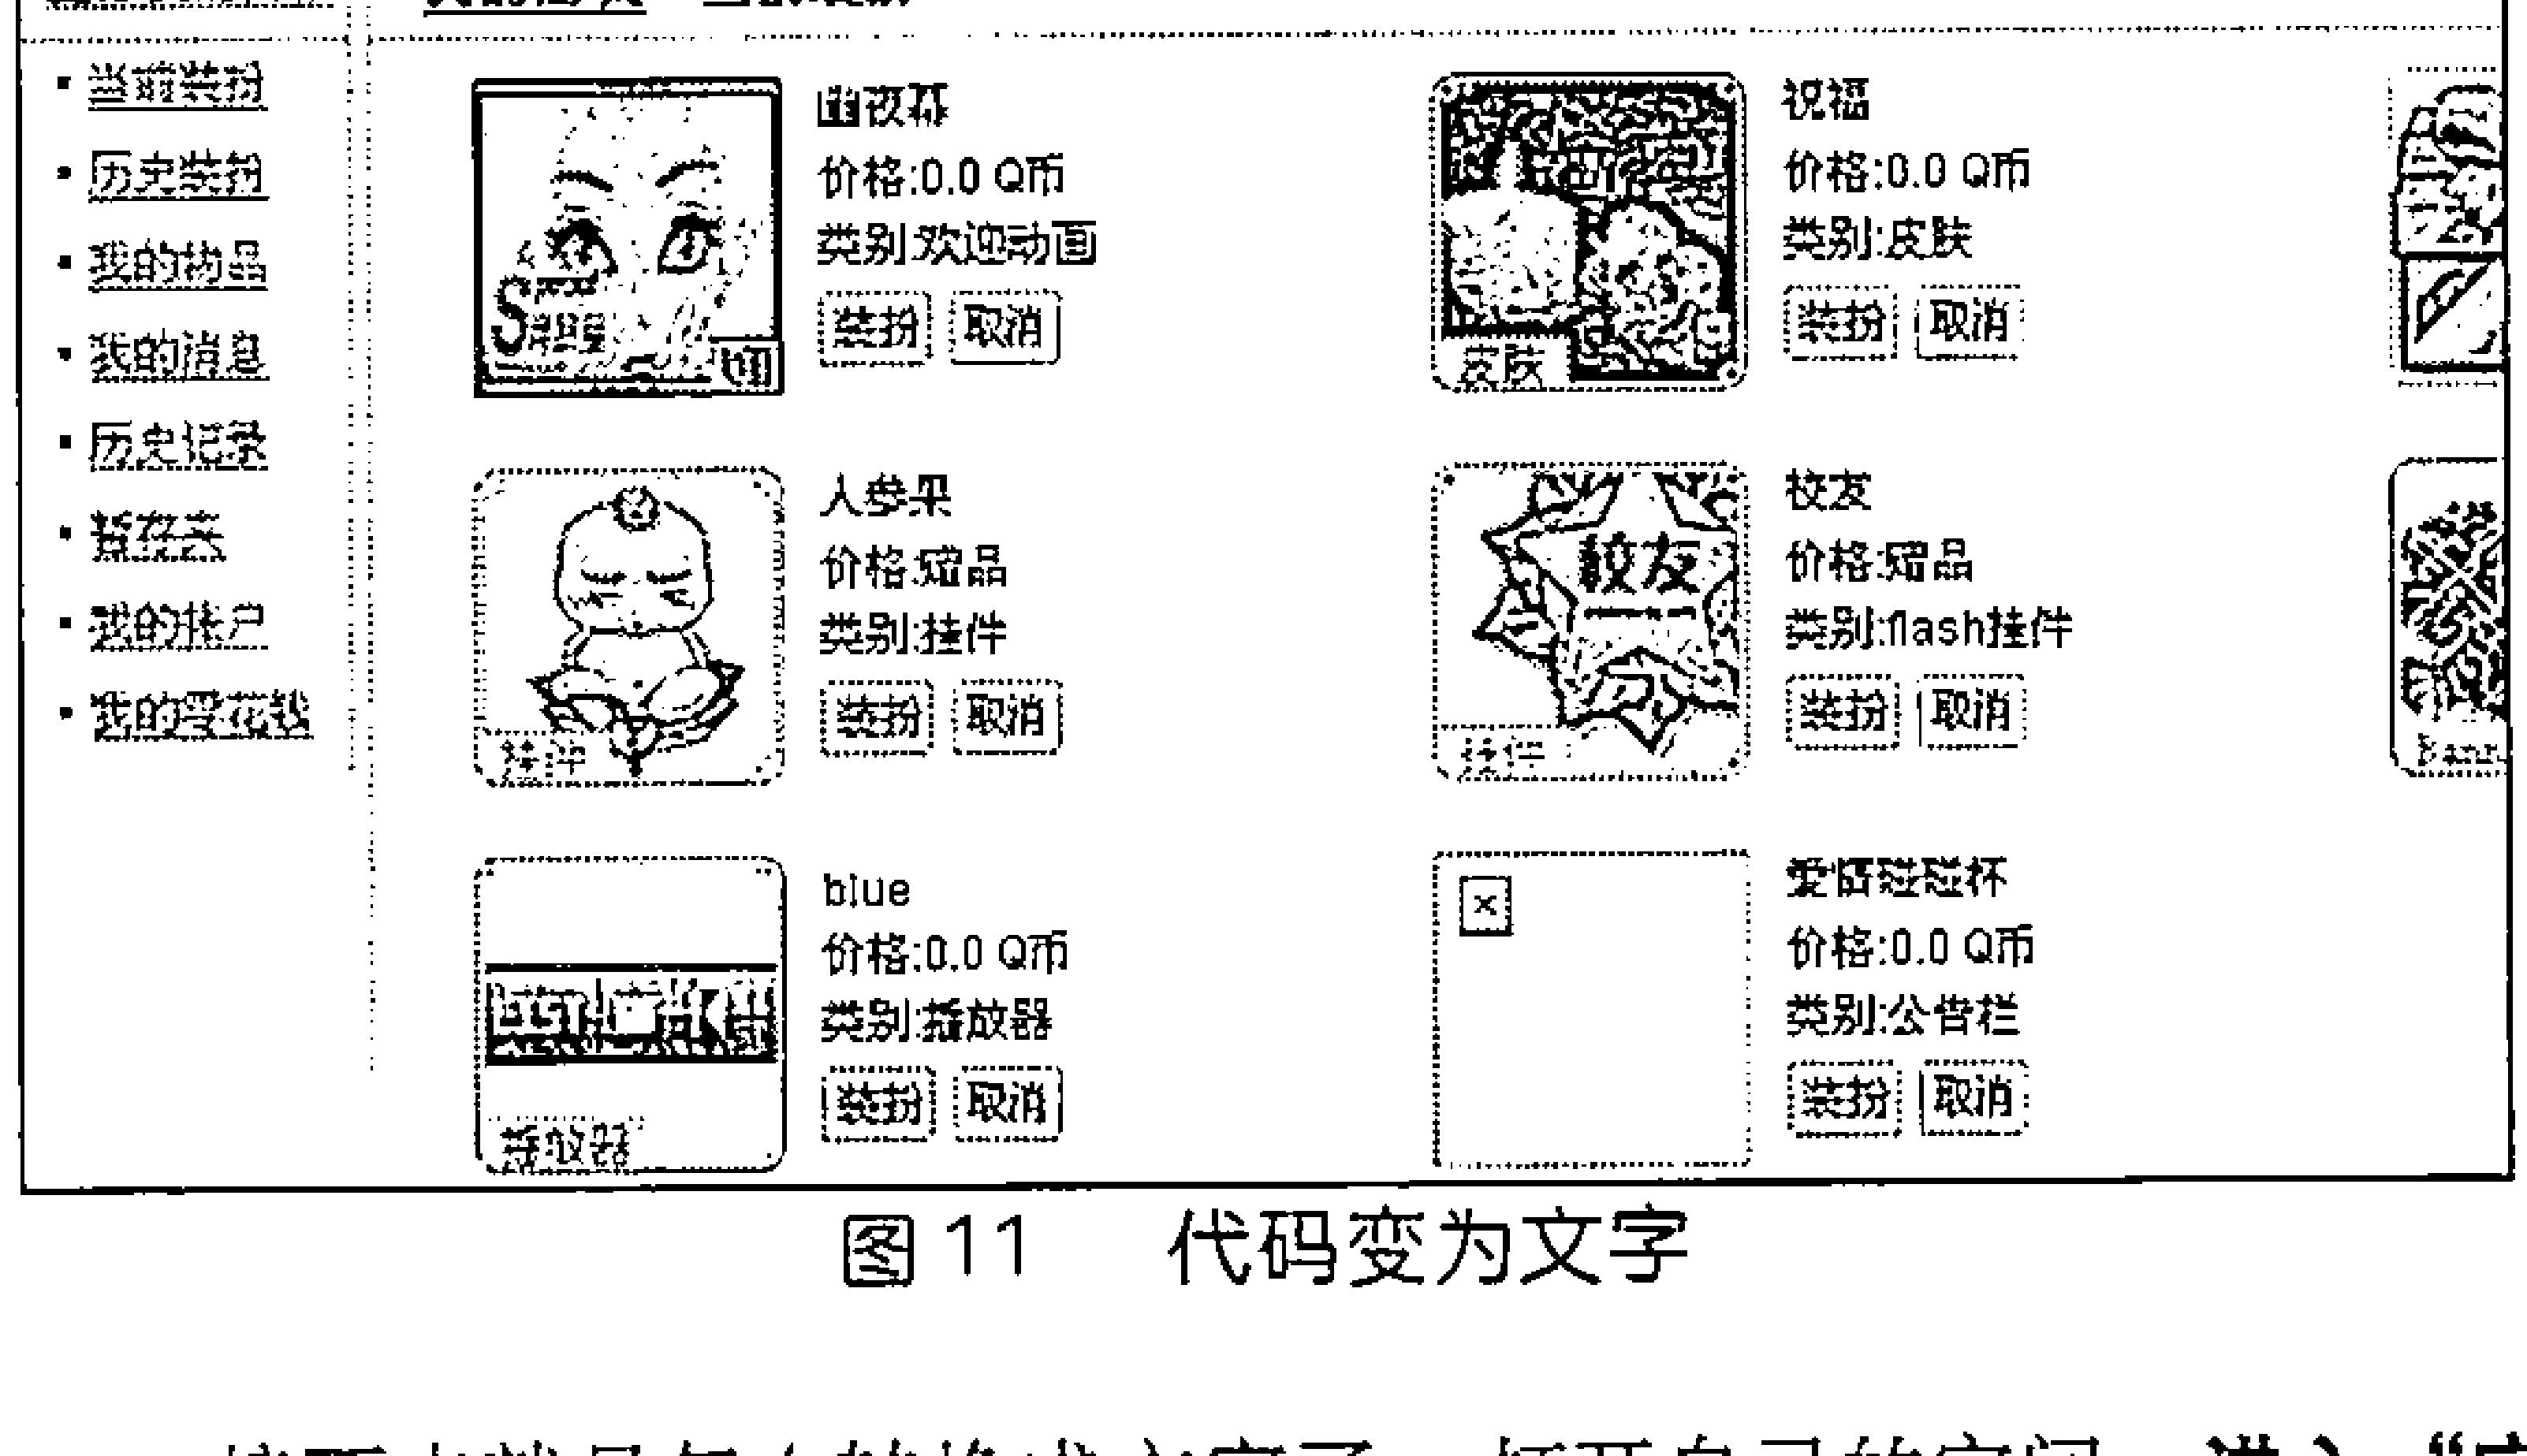 当前装扮
历史装扮
我的物品
我的消息
历史记录
暂存夹
我的账户
我的零花钱
价格:0.0 Q币
类别:欢迎动画
装扮 取消
祝福
价格:0.0 Q币
类别:皮肤
装扮 取消
皮肤
人参果
价格:赠品
类别:挂件
装扮 取消
挂件
校友
校友
价格:赠品
类别:flash挂件
装扮 取消
挂件
blue
价格:0.0 Q币
类别:播放器
装扮 取消
播放器
爱情碰碰杯
价格:0.0 Q币
类别:公告栏
装扮 取消
图 11 代码变为文字